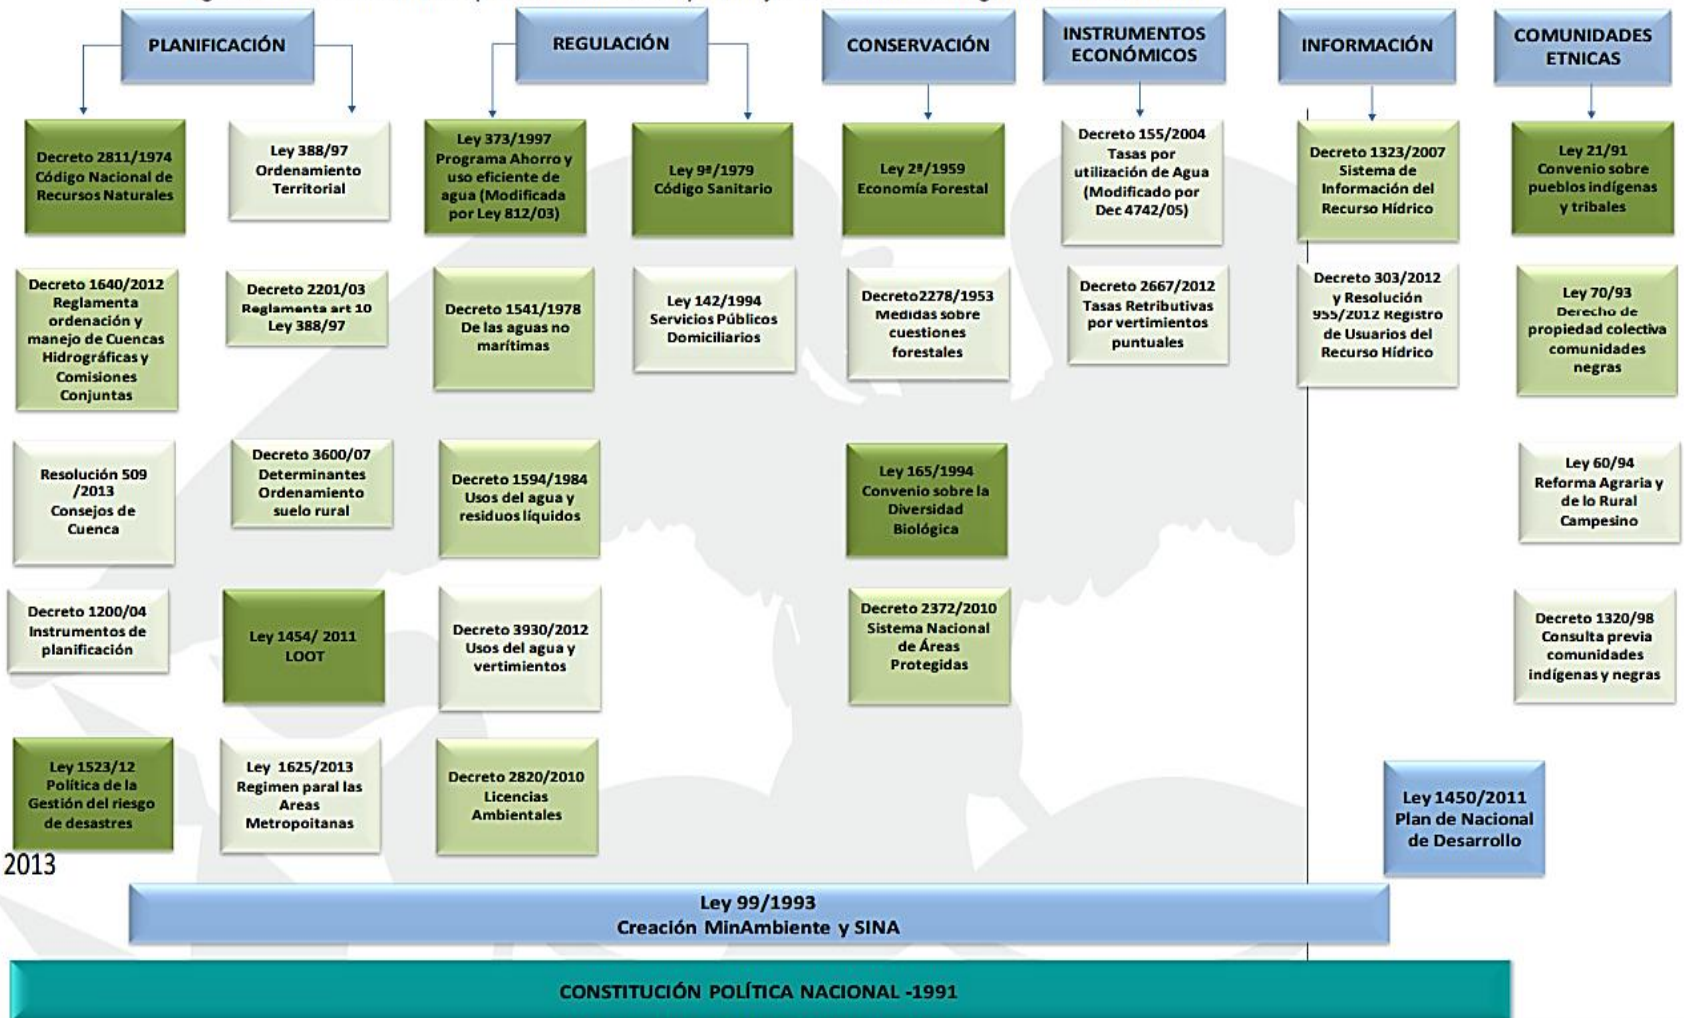 PLANIFICACIÓN
REGULACIÓN
CONSERVACIÓN
INSTRUMENTOS
ECONÓMICOS
INFORMACIÓN
COMUNIDADES
ETNICAS
Decreto 2811/1974
Código Nacional de
Recursos Naturales
Ley 388/97
Ordenamiento
Territorial
Ley 373/1997
Programa Ahorro y
uso eficiente de
agua (Modificada
por Ley 812/03)
Ley 9ª/1979
Código Sanitario
Ley 2ª/1959
Economía Forestal
Decreto 155/2004
Tasas por
utilización de Agua
(Modificado por
Dec 4742/05)
Decreto 1323/2007
Sistema de
Información del
Recurso Hídrico
Ley 21/91
Convenio sobre
pueblos indígenas
y tribales
Decreto 1640/2012
Reglamenta
ordenación y
manejo de Cuencas
Hidrográficas y
Comisiones
Conjuntas
Decreto 2201/03
Reglamenta art 10
Ley 388/97
Decreto 1541/1978
De las aguas no
marítimas
Ley 142/1994
Servicios Públicos
Domiciliarios
Decreto2278/1953
Medidas sobre
cuestiones
forestales
Decreto 2667/2012
Tasas Retributivas
por vertimientos
puntuales
Decreto 303/2012
y Resolución
955/2012 Registro
de Usuarios del
Recurso Hídrico
Ley 70/93
Derecho de
propiedad colectiva
comunidades
negras
Resolución 509
/2013
Consejos de
Cuenca
Decreto 3600/07
Determinantes
Ordenamiento
suelo rural
Decreto 1594/1984
Usos del agua y
residuos líquidos
Ley 165/1994
Convenio sobre la
Diversidad
Biológica
Ley 60/94
Reforma Agraria y
de lo Rural
Campesino
Decreto 1200/04
Instrumentos de
planificación
Ley 1454/ 2011
LOOT
Decreto 3930/2012
Usos del agua y
vertimientos
Decreto 2372/2010
Sistema Nacional
de Áreas
Protegidas
Decreto 1320/98
Consulta previa
comunidades
indígenas y negras
Ley 1523/12
Política de la
Gestión del riesgo
de desastres
Ley 1625/2013
Regimen paral las
Areas
Metropoitanas
Decreto 2820/2010
Licencias
Ambientales
Ley 1450/2011
Plan de Nacional
de Desarrollo
2013
Ley 99/1993
Creación MinAmbiente y SINA
CONSTITUCIÓN POLÍTICA NACIONAL -1991